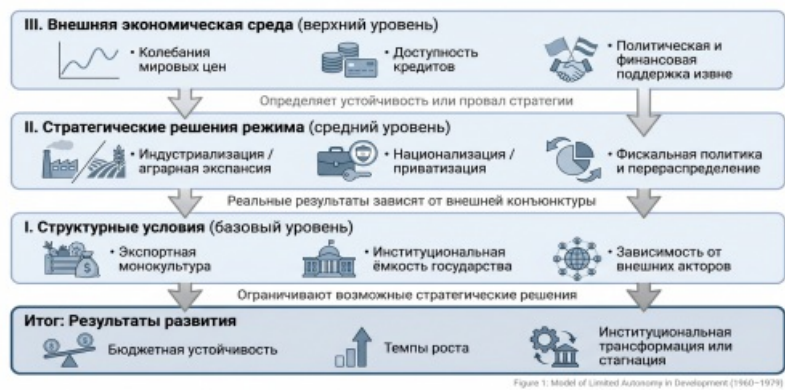 III. Внешняя экономическая среда (верхний уровень)
• Колебания
мировых цен
• Доступность
кредитов
• Политическая и
финансовая
поддержка извне
Определяет устойчивость или провал стратегии
II. Стратегические решения режима (средний уровень)
• Индустриализация /
аграрная экспансия
• Национализация /
приватизация
• Фискальная политика
и перераспределение
Реальные результаты зависят от внешней конъюнктуры
I. Структурные условия (базовый уровень)
• Экспортная
монокультура
• Институциональная
ёмкость государства
• Зависимость от
внешних акторов
Ограничивают возможные стратегические решения
Итог: Результаты развития
Бюджетная устойчивость
Темпы роста
Институциональная
трансформация или
стагнация
Figure 1: Model of Limited Autonomy in Development (1960–1979)